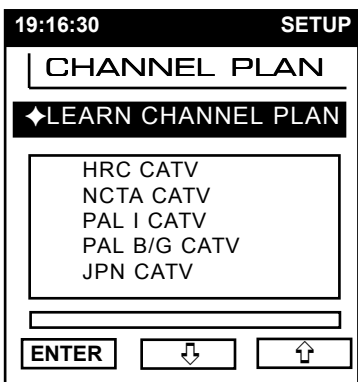 19:16:30 SETUP
CHANNEL PLAN
✦LEARN CHANNEL PLAN
HRC CATV
NCTA CATV
PAL I CATV
PAL B/G CATV
JPN CATV
ENTER